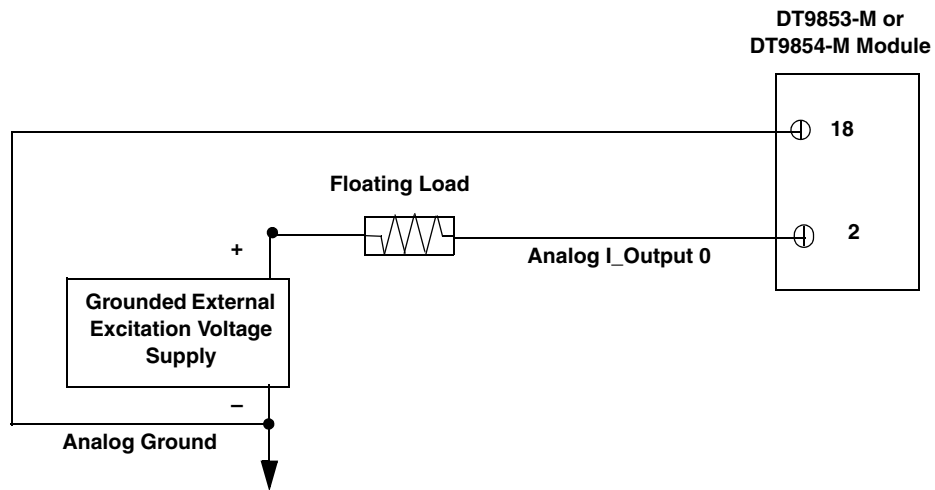 DT9853-M or
DT9854-M Module
18
Floating Load
2
+
Analog I_Output 0
Grounded External
Excitation Voltage
Supply
–
Analog Ground